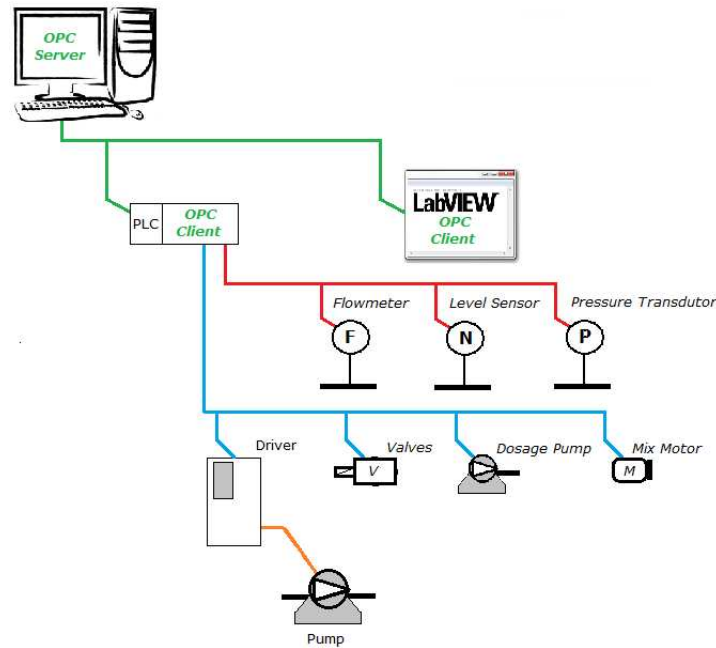 OPC
Server
PLC
OPC
Client
LabVIEW
OPC
Client
Flowmeter
Level Sensor
Pressure Transdutor
F
N
P
Driver
Valves
Dosage Pump
Mix Motor
V
M
Pump